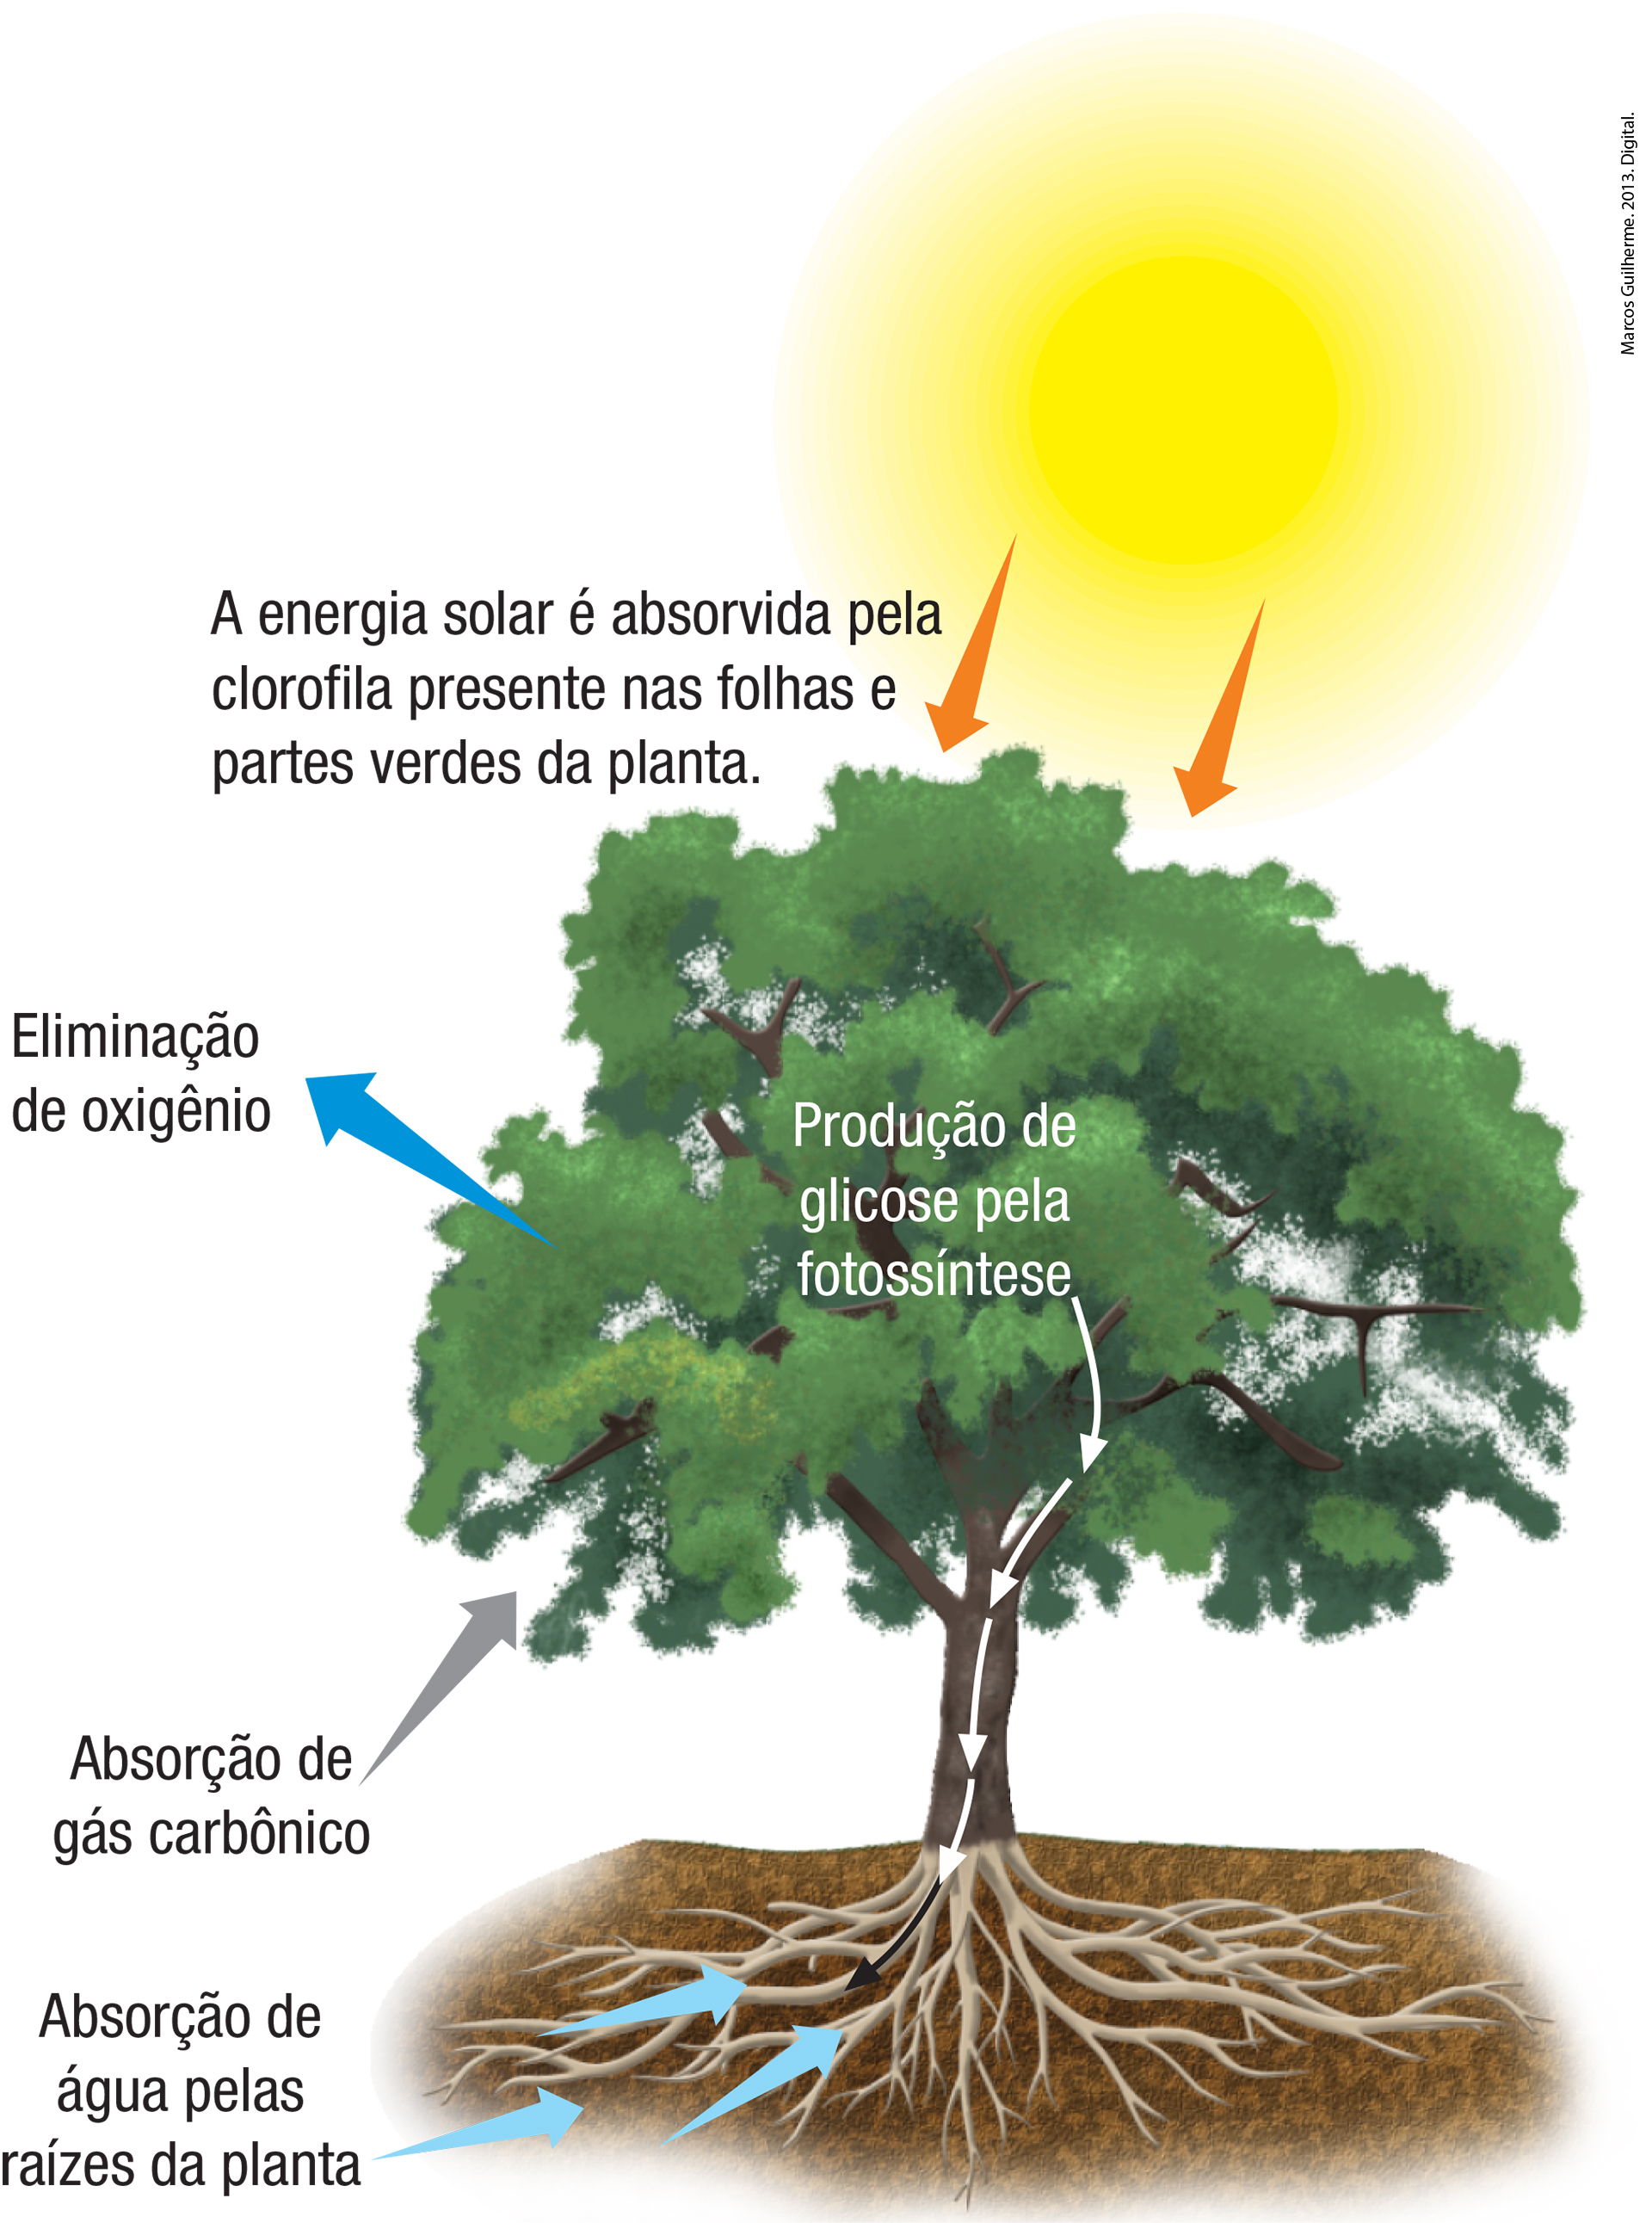 Marcos Guilherme. 2013. Digital.
A energia solar é absorvida pela
clorofila presente nas folhas e
partes verdes da planta.
Eliminação
de oxigênio
Produção de
glicose pela
fotossíntese
Absorção de
gás carbônico
Absorção de
água pelas
raízes da planta